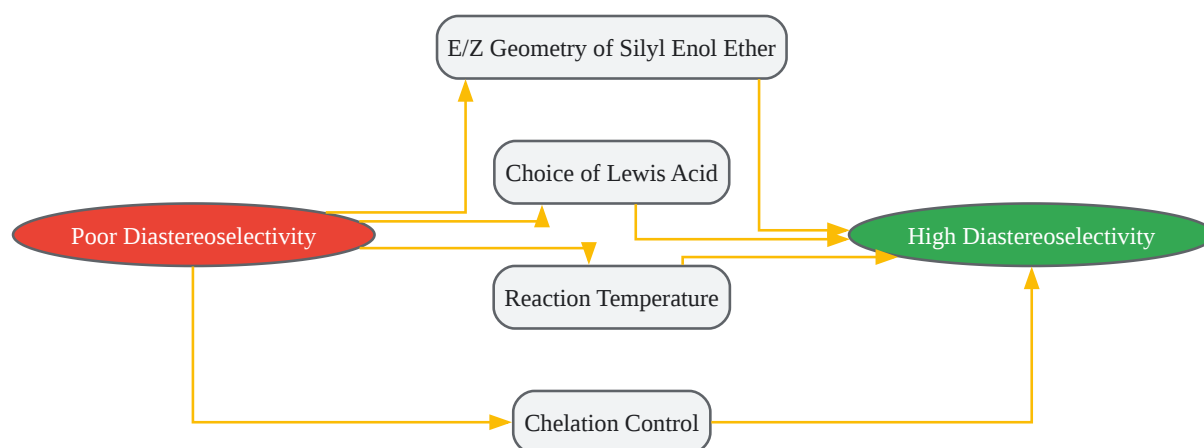 E/Z Geometry of Silyl Enol Ether
Choice of Lewis Acid
Poor Diastereoselectivity
High Diastereoselectivity
Reaction Temperature
Chelation Control